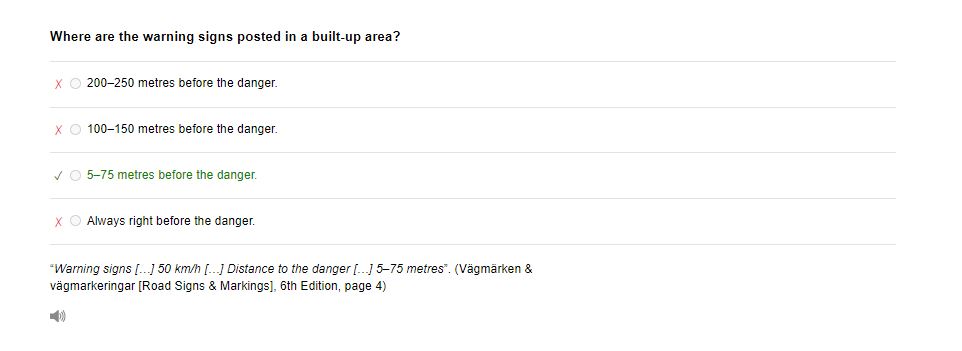 Where are the warning signs posted in a built-up area?
✗ 200–250 metres before the danger.
✗ 100–150 metres before the danger.
✓ 5–75 metres before the danger.
✗ Always right before the danger.
“Warning signs [...] 50 km/h [...] Distance to the danger [...] 5–75 metres”. (Vägmärken &
vägmarkeringar [Road Signs & Markings], 6th Edition, page 4)